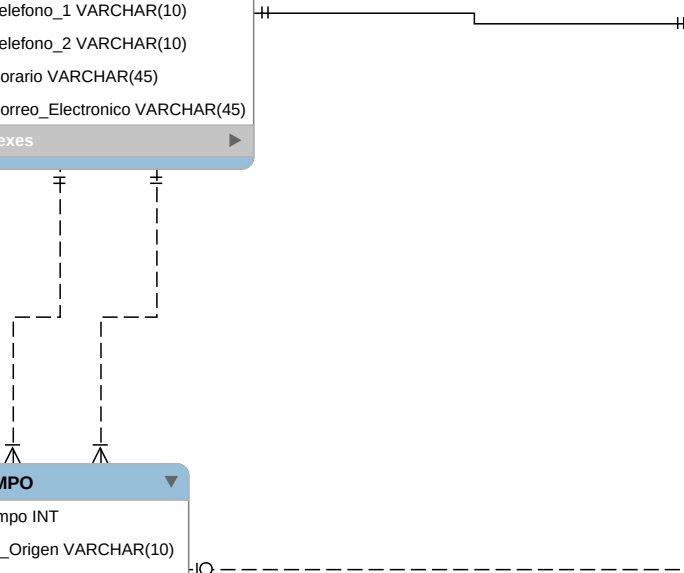 elefono_1 VARCHAR(10)
elefono_2 VARCHAR(10)
orario VARCHAR(45)
orreo_Electronico VARCHAR(45)
exes
MPO
mpo INT
_Origen VARCHAR(10)